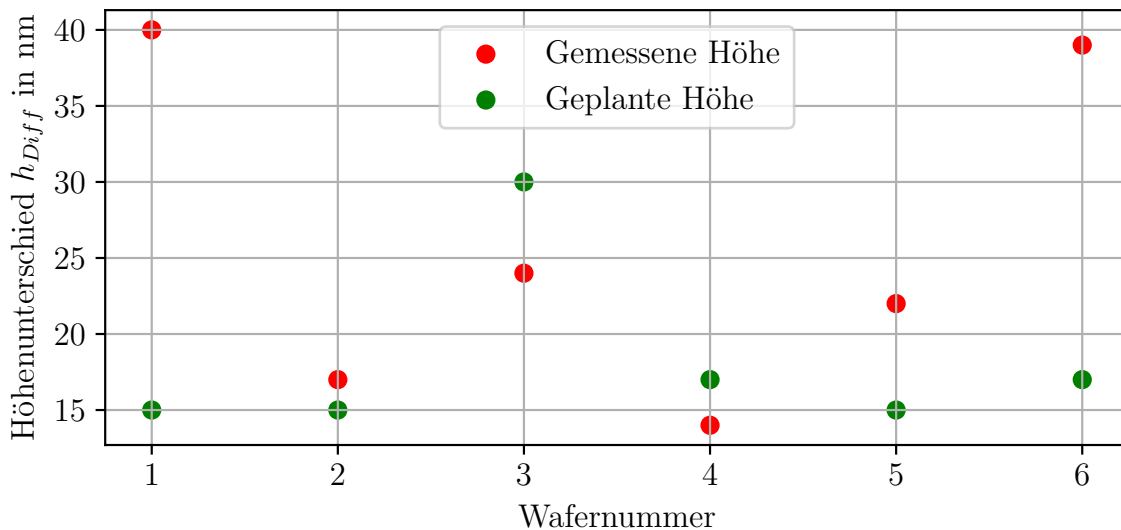 Höhenunterschied h_Diff in nm
40
35
30
25
20
15
Gemessene Höhe
Geplante Höhe
1 2 3 4 5 6
Wafernummer